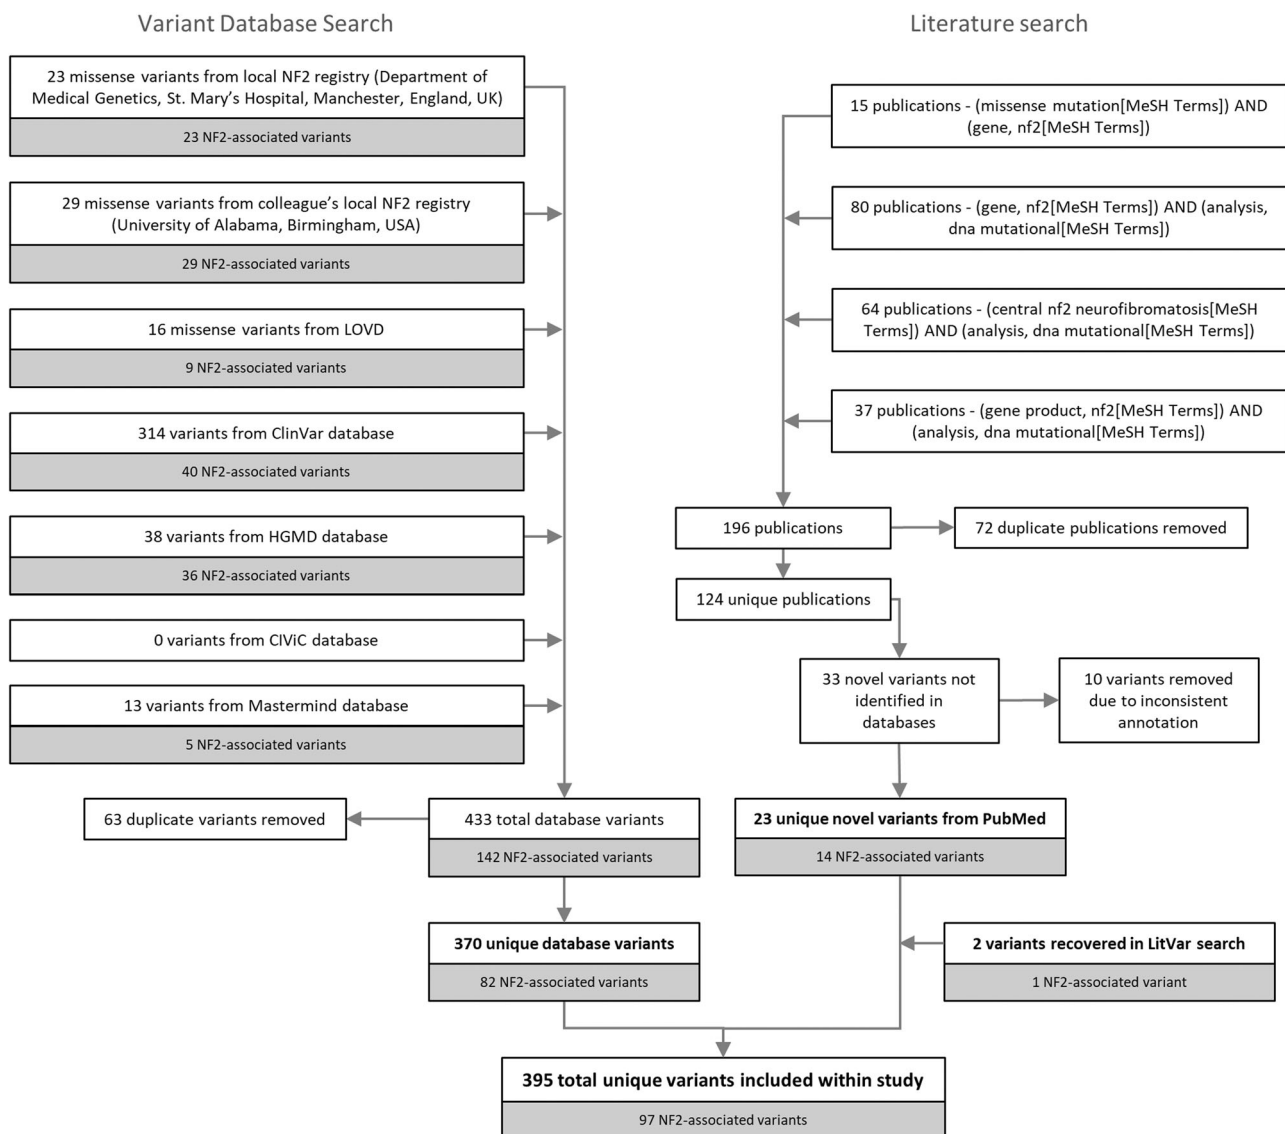 Variant Database Search
23 missense variants from local NF2 registry (Department of
Medical Genetics, St. Mary's Hospital, Manchester, England, UK)
23 NF2-associated variants
29 missense variants from colleague's local NF2 registry
(University of Alabama, Birmingham, USA)
29 NF2-associated variants
16 missense variants from LOVD
9 NF2-associated variants
314 variants from ClinVar database
40 NF2-associated variants
38 variants from HGMD database
36 NF2-associated variants
0 variants from CIViC database
13 variants from Mastermind database
5 NF2-associated variants
63 duplicate variants removed
433 total database variants
142 NF2-associated variants
370 unique database variants
82 NF2-associated variants
Literature search
15 publications - (missense mutation[MeSH Terms]) AND
(gene, nf2[MeSH Terms])
80 publications - (gene, nf2[MeSH Terms]) AND (analysis,
dna mutational[MeSH Terms])
64 publications - (central nf2 neurofibromatosis[MeSH
Terms]) AND (analysis, dna mutational[MeSH Terms])
37 publications - (gene product, nf2[MeSH Terms]) AND
(analysis, dna mutational[MeSH Terms])
196 publications
72 duplicate publications removed
124 unique publications
33 novel variants not
identified in
databases
10 variants removed
due to inconsistent
annotation
23 unique novel variants from PubMed
14 NF2-associated variants
2 variants recovered in LitVar search
1 NF2-associated variant
395 total unique variants included within study
97 NF2-associated variants